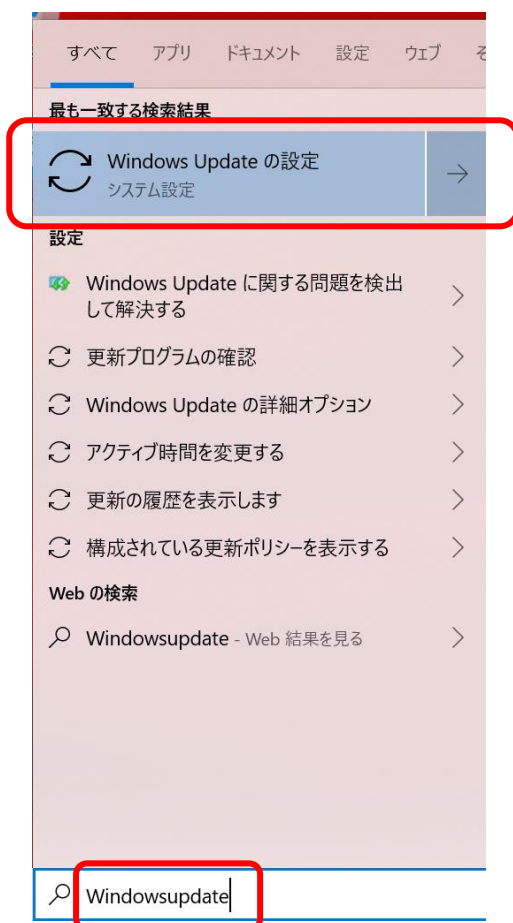 すべて アプリ ドキュメント 設定 ウェブ そ
最も一致する検索結果
Windows Update の設定
システム設定
設定
Windows Update に関する問題を検出
して解決する
更新プログラムの確認
Windows Update の詳細オプション
アクティブ時間を変更する
更新の履歴を表示します
構成されている更新ポリシーを表示する
Web の検索
Windowsupdate - Web 結果を見る
Windowsupdate